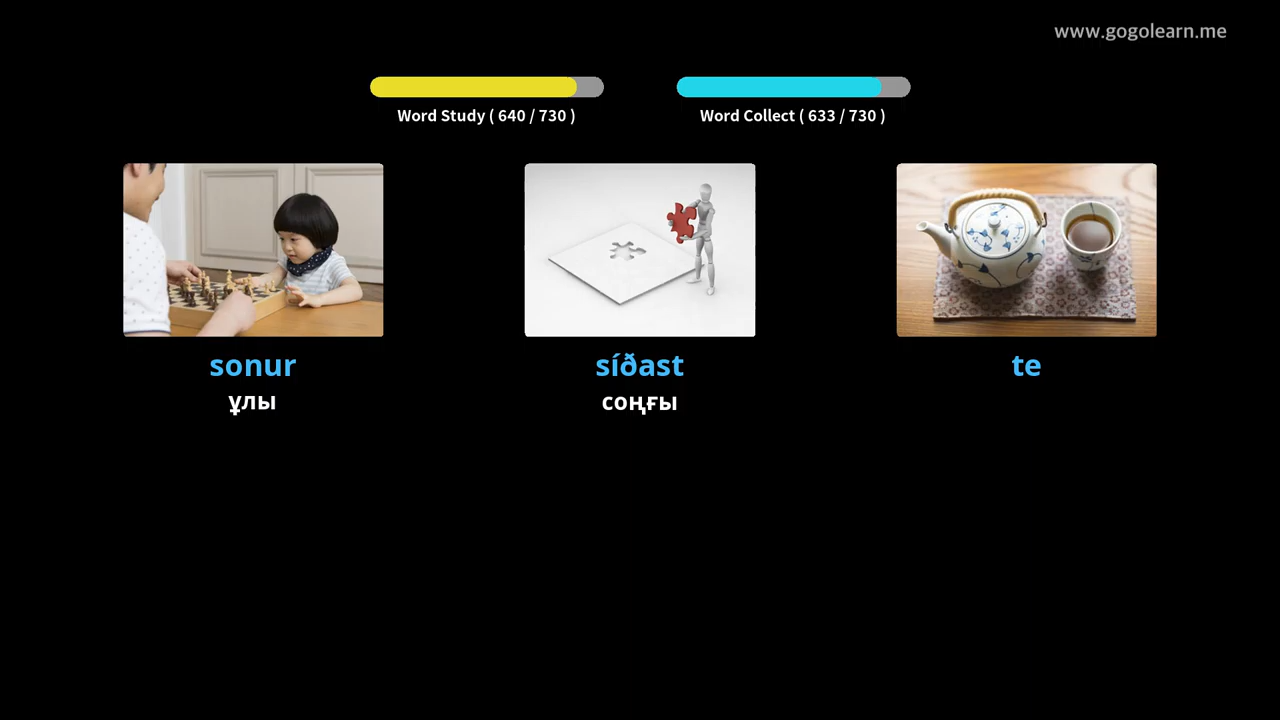 www.gogolearn.me
Word Study ( 640 / 730 )
Word Collect ( 633 / 730 )
sonur
ұлы
síðast
соңғы
te